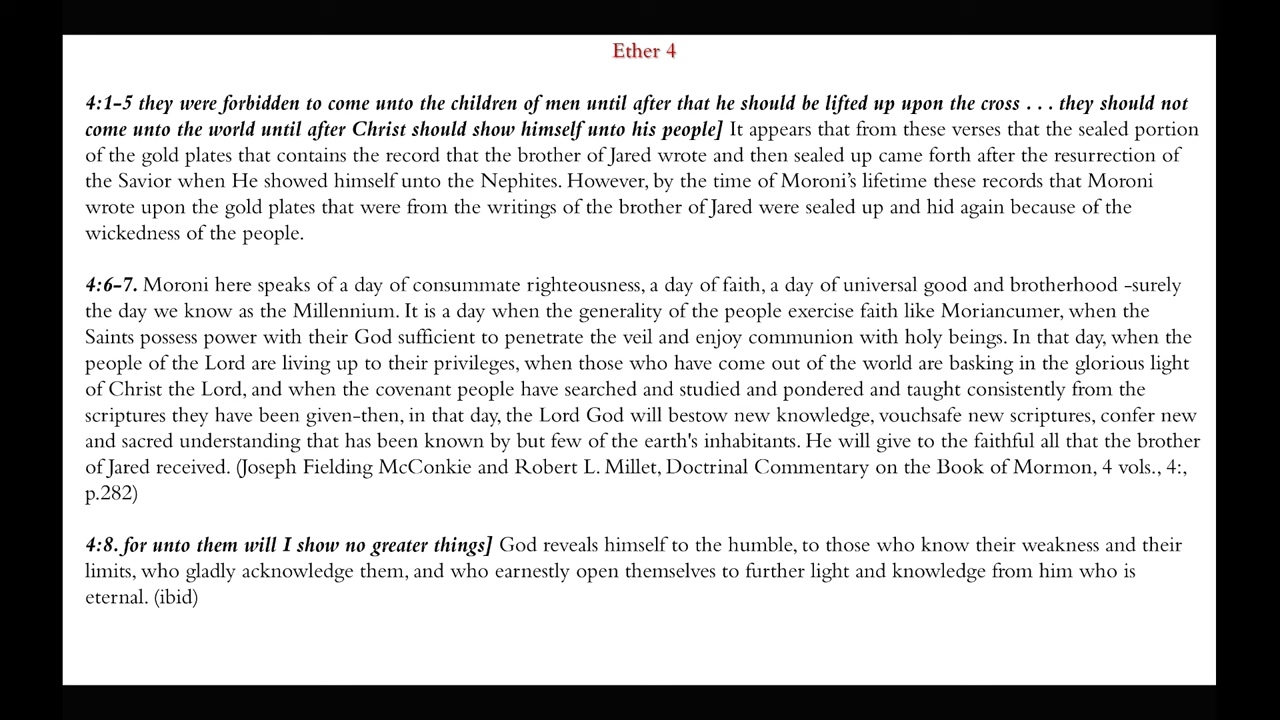 Ether 4
4:1-5 they were forbidden to come unto the children of men until after that he should be lifted up upon the cross . . . they should not
come unto the world until after Christ should show himself unto his people] It appears that from these verses that the sealed portion
of the gold plates that contains the record that the brother of Jared wrote and then sealed up came forth after the resurrection of
the Savior when He showed himself unto the Nephites. However, by the time of Moroni’s lifetime these records that Moroni
wrote upon the gold plates that were from the writings of the brother of Jared were sealed up and hid again because of the
wickedness of the people.
4:6-7. Moroni here speaks of a day of consummate righteousness, a day of faith, a day of universal good and brotherhood -surely
the day we know as the Millennium. It is a day when the generality of the people exercise faith like Moriancumer, when the
Saints possess power with their God sufficient to penetrate the veil and enjoy communion with holy beings. In that day, when the
people of the Lord are living up to their privileges, when those who have come out of the world are basking in the glorious light
of Christ the Lord, and when the covenant people have searched and studied and pondered and taught consistently from the
scriptures they have been given-then, in that day, the Lord God will bestow new knowledge, vouchsafe new scriptures, confer new
and sacred understanding that has been known by but few of the earth's inhabitants. He will give to the faithful all that the brother
of Jared received. (Joseph Fielding McConkie and Robert L. Millet, Doctrinal Commentary on the Book of Mormon, 4 vols., 4:,
p.282)
4:8. for unto them will I show no greater things] God reveals himself to the humble, to those who know their weakness and their
limits, who gladly acknowledge them, and who earnestly open themselves to further light and knowledge from him who is
eternal. (ibid)